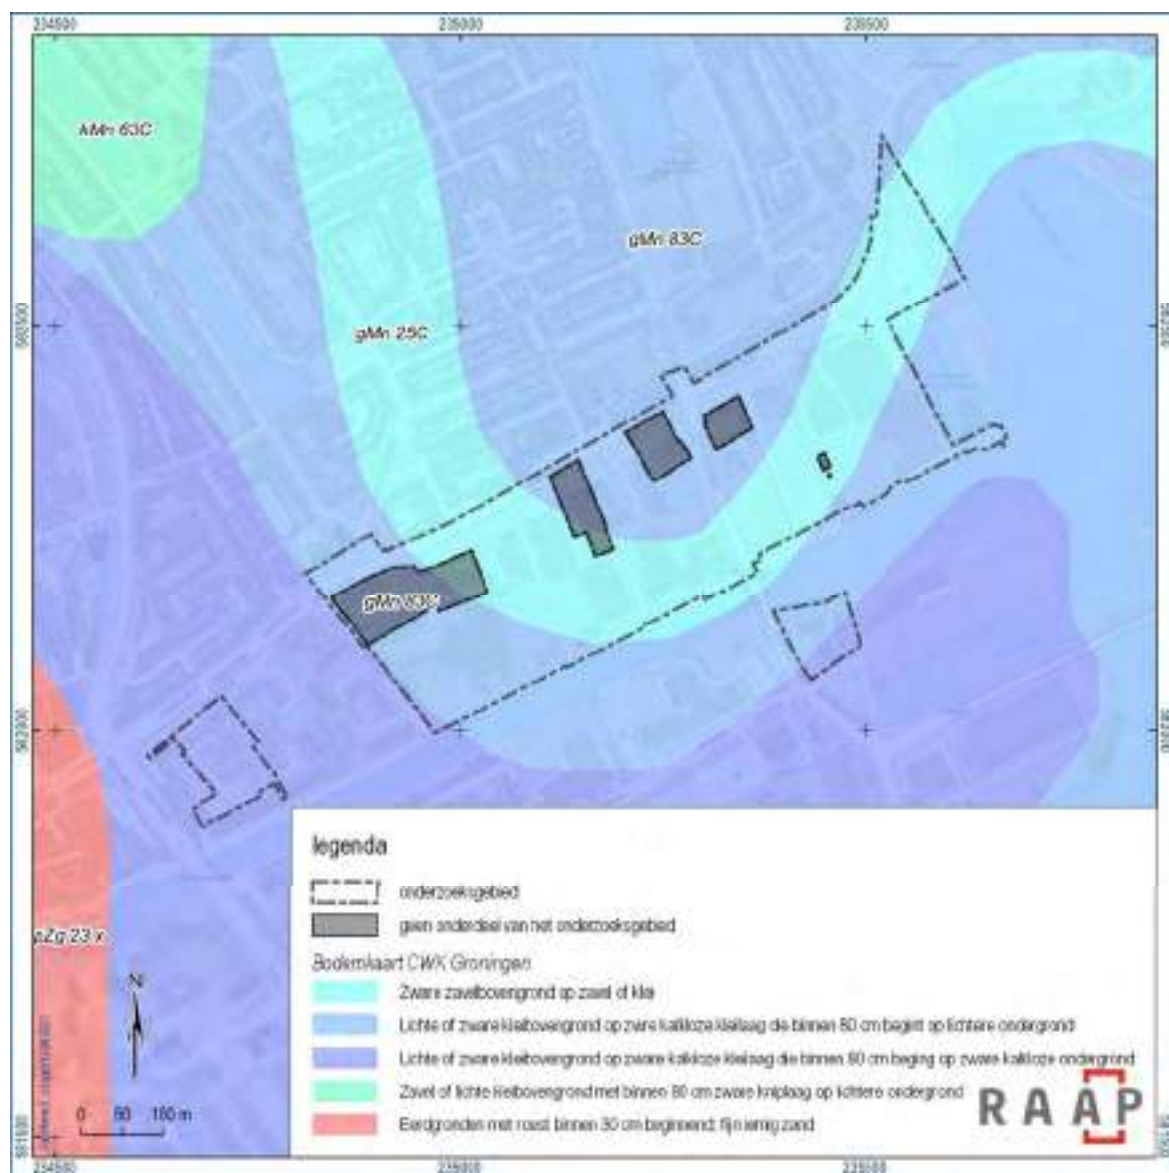 234500 235000 235500
kMn 63C
gMn 83C
gMn 25C
gMn 83C
pZg 23 x
N
0 50 100 m
legenda
onderzoeksgebied
geen onderdeel van het onderzoeksgebied
Bodemkaart CWK Groningen
Zware zavelbovengrond op zavel of klei
Lichte of zware kleibovengrond op zware kalkloze kleilaag die binnen 80 cm begint op lichtere ondergrond
Lichte of zware kleibovengrond op zware kalkloze kleilaag die binnen 80 cm beging op zware kalkloze ondergrond
Zavel of lichte kleibovengrond met binnen 80 cm zware kniplaag op lichtere ondergrond
Eerdgronden met roest binnen 30 cm beginnend: fijn lemig zand
RAAP
234500 235000 235500